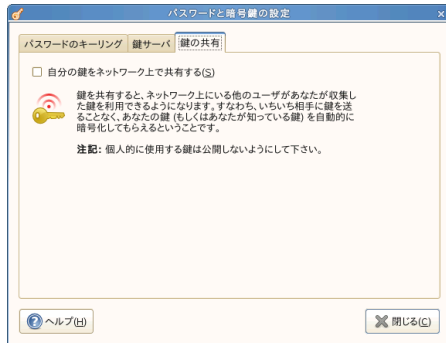 パスワードと暗号鍵の設定
パスワードのキーリング 鍵サーバ 鍵の共有
自分の鍵をネットワーク上で共有する(S)
鍵を共有すると、ネットワーク上にいる他のユーザがあなたが収集し
た鍵を利用できるようになります。すなわち、いちいち相手に鍵を送
ることなく、あなたの鍵 (もしくはあなたが知っている鍵) を自動的に
暗号化してもらえるということです。
注記: 個人的に使用する鍵は公開しないようにして下さい。
ヘルプ(H) 閉じる(C)